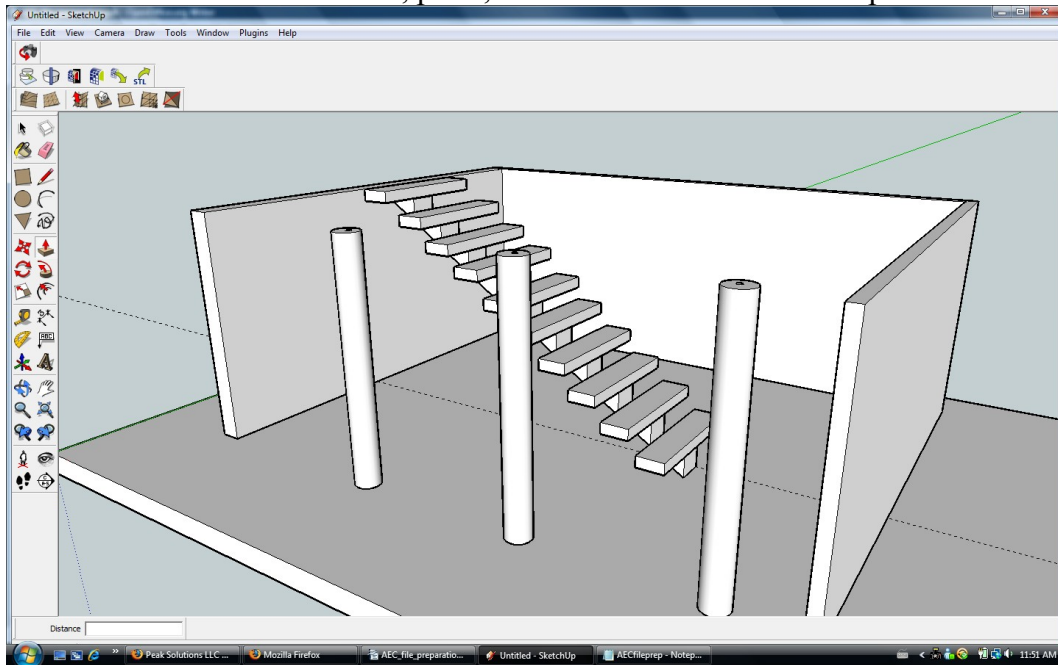 Untitled - SketchUp
File Edit View Camera Draw Tools Window Plugins Help
STL
ABC
Distance
Peak Solutions LLC ...
Mozilla Firefox
AEC_file_preparatio...
Untitled - SketchUp
AECfileprep - Notep...
11:51 AM